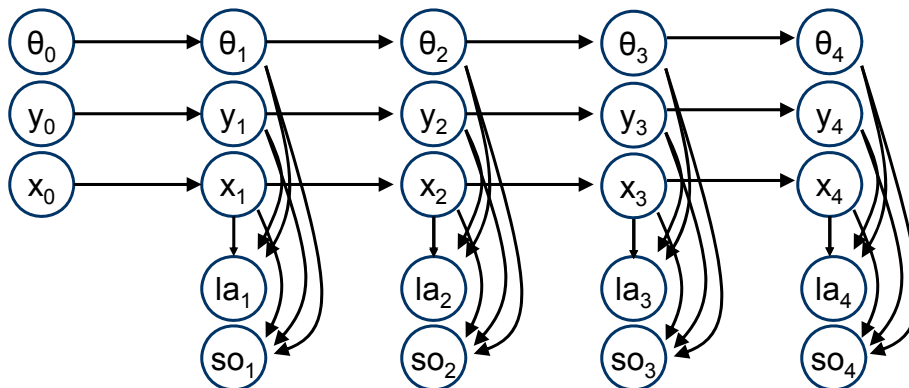 θ₀ θ₁ θ₂ θ₃ θ₄
y₀ y₁ y₂ y₃ y₄
x₀ x₁ x₂ x₃ x₄
la₁ la₂ la₃ la₄
so₁ so₂ so₃ so₄